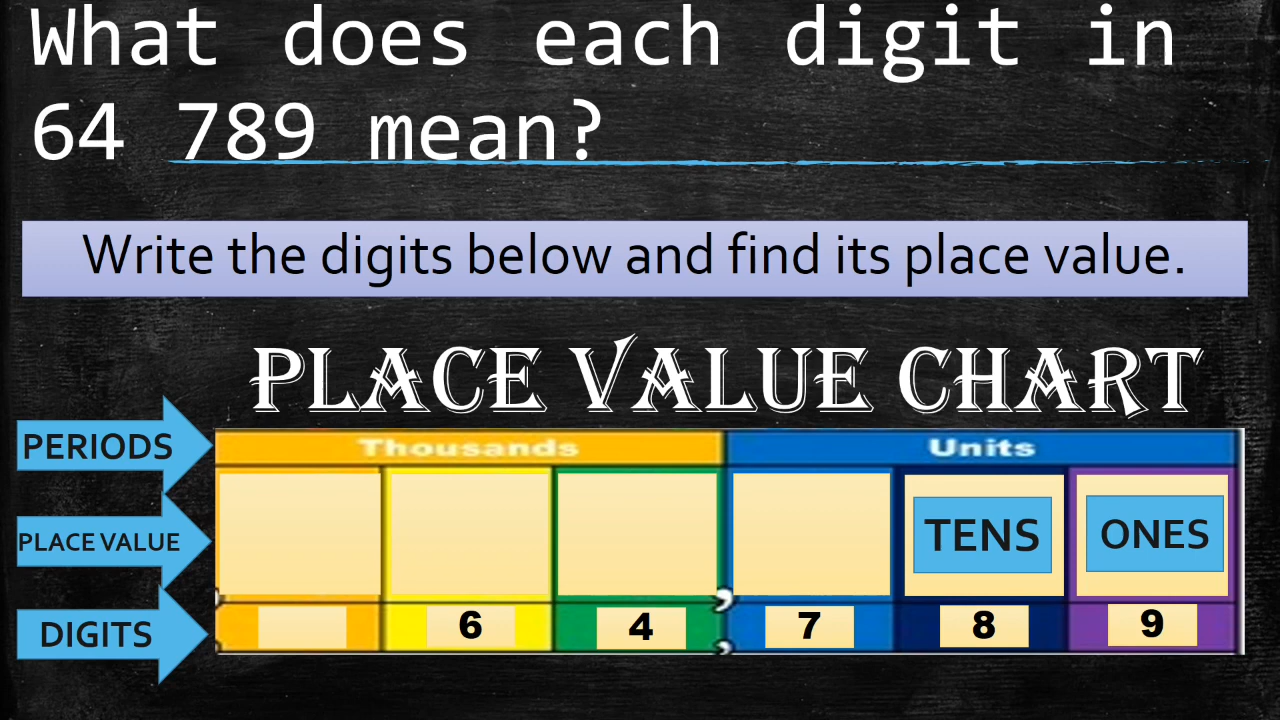 What does each digit in
64 789 mean?
Write the digits below and find its place value.
PLACE VALUE CHART
PERIODS Thousands Units
PLACE VALUE TENS ONES
DIGITS 6 4 , 7 8 9